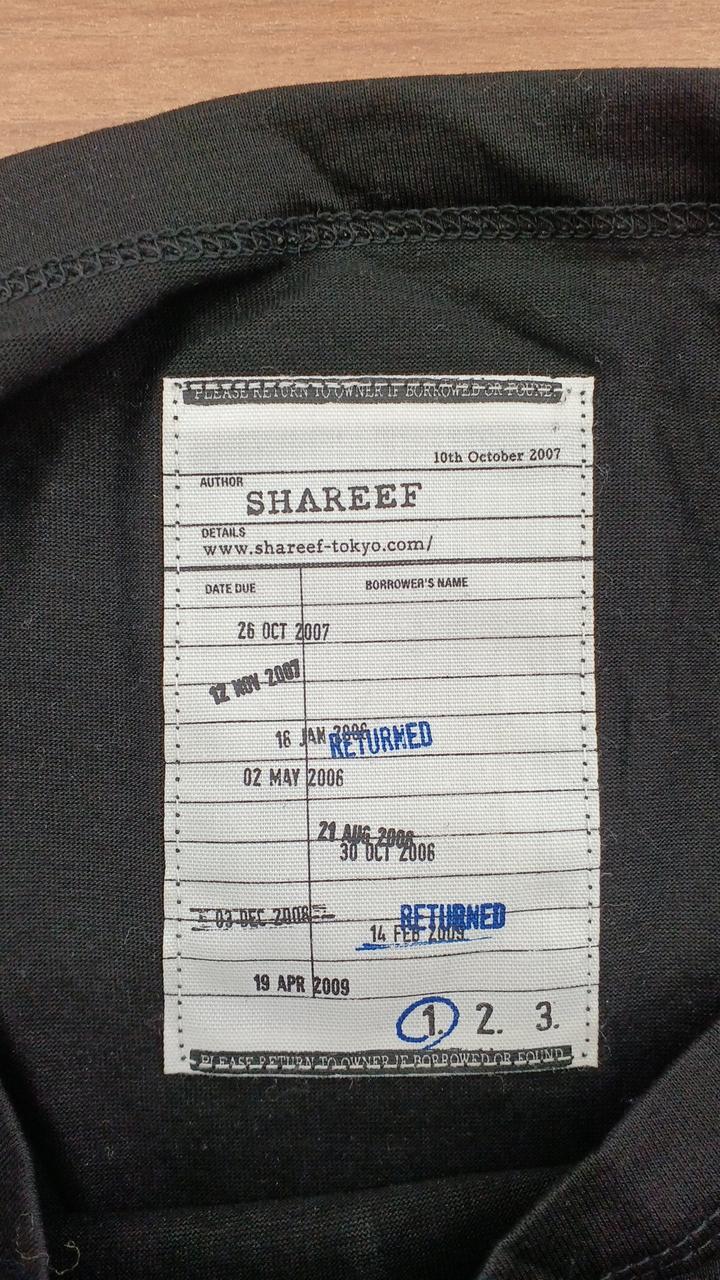 PLEASE RETURN TO OWNER IF BORROWED OR FOUND
10th October 2007
AUTHOR
SHAREEF
DETAILS
www.shareef-tokyo.com/
DATE DUE BORROWER'S NAME
26 OCT 2007
12 NOV 2007
16 JAN 2006
RETURNED
02 MAY 2006
21 AUG 2006
30 OCT 2006
03 DEC 2008
RETURNED
14 FEB 2009
19 APR 2009
1. 2. 3.
PLEASE RETURN TO OWNER IF BORROWED OR FOUND